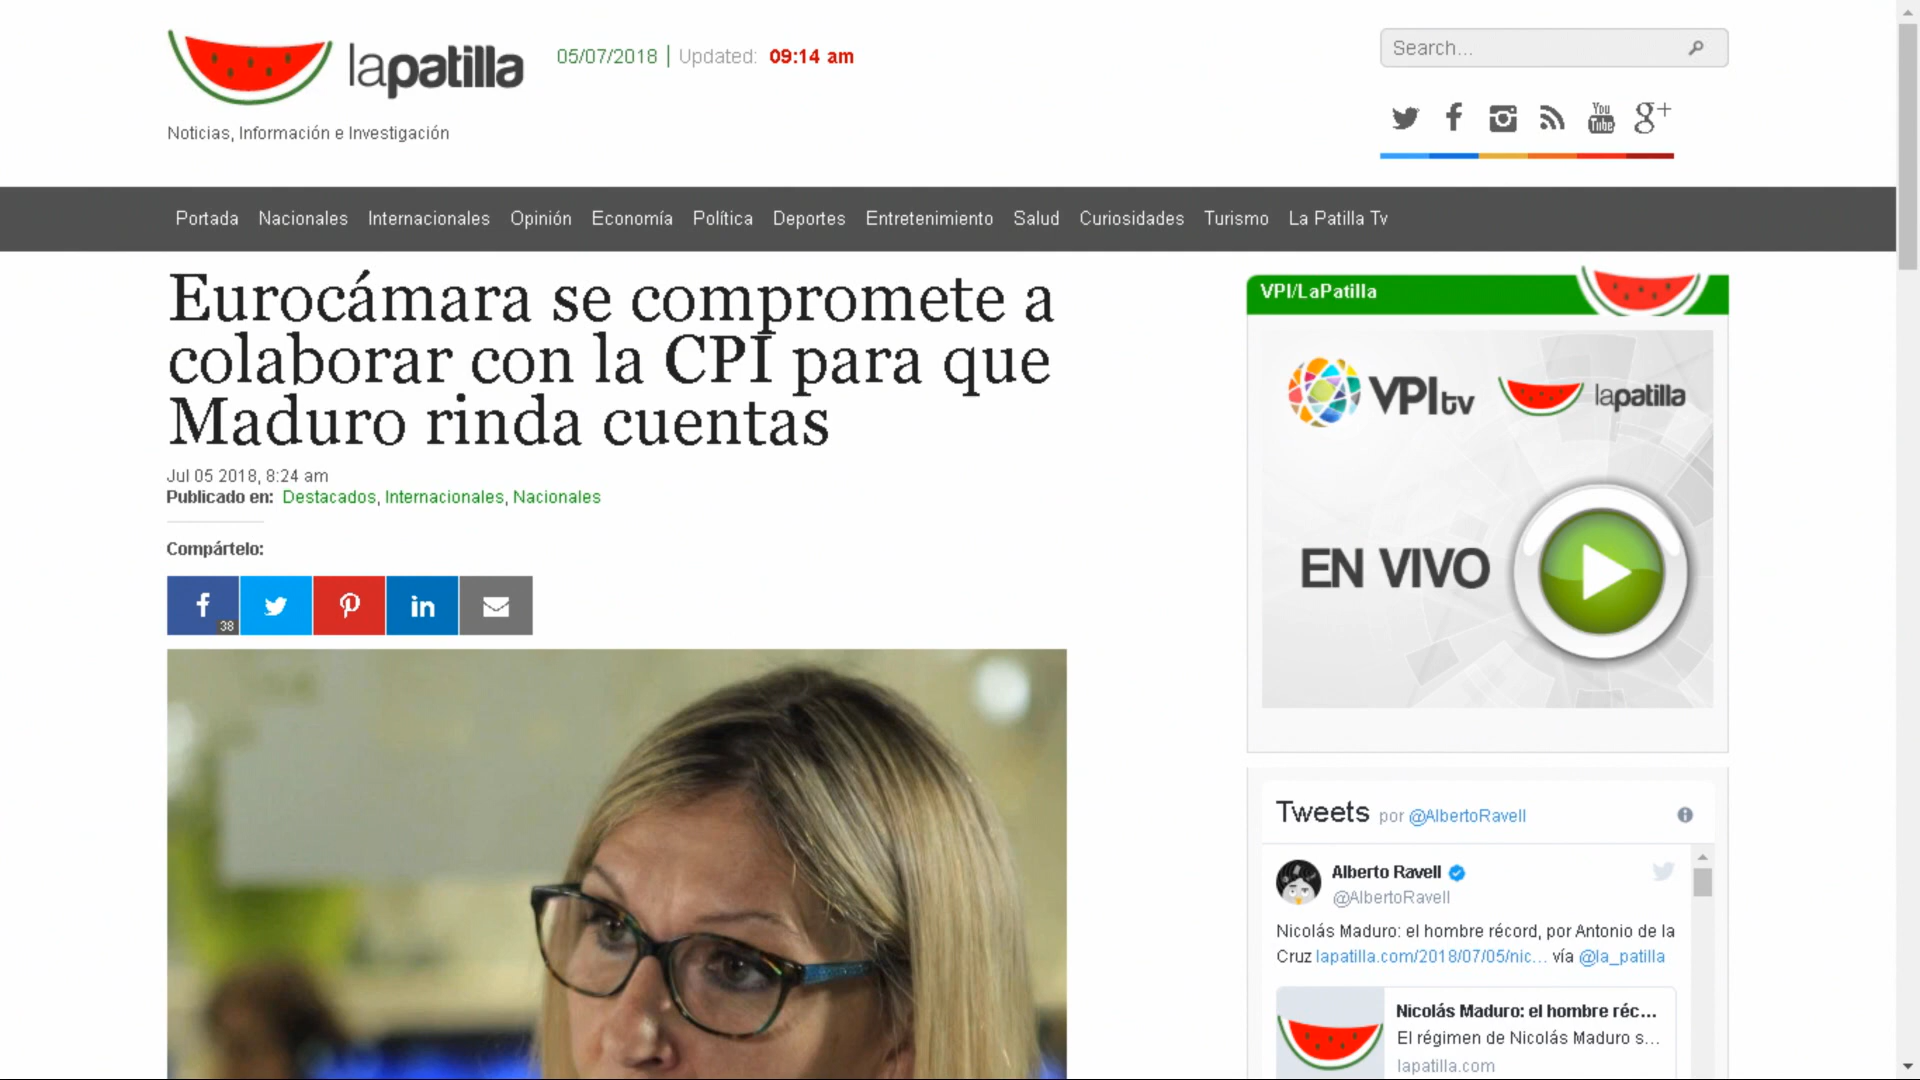 lapatilla
05/07/2018 | Updated: 09:14 am
Search...
Noticias, Información e Investigación
You
Tube
g+
Portada Nacionales Internacionales Opinión Economía Política Deportes Entretenimiento Salud Curiosidades Turismo La Patilla Tv
Eurocámara se compromete a
colaborar con la CPI para que
Maduro rinda cuentas
Jul 05 2018, 8:24 am
Publicado en: Destacados, Internacionales, Nacionales
Compártelo:
38
VPI/LaPatilla
VPItv lapatilla
EN VIVO
Tweets por @AlbertoRavell
Alberto Ravell
@AlbertoRavell
Nicolás Maduro: el hombre récord, por Antonio de la
Cruz lapatilla.com/2018/07/05/nic... vía @la_patilla
Nicolás Maduro: el hombre réc...
El régimen de Nicolás Maduro s...
lapatilla.com